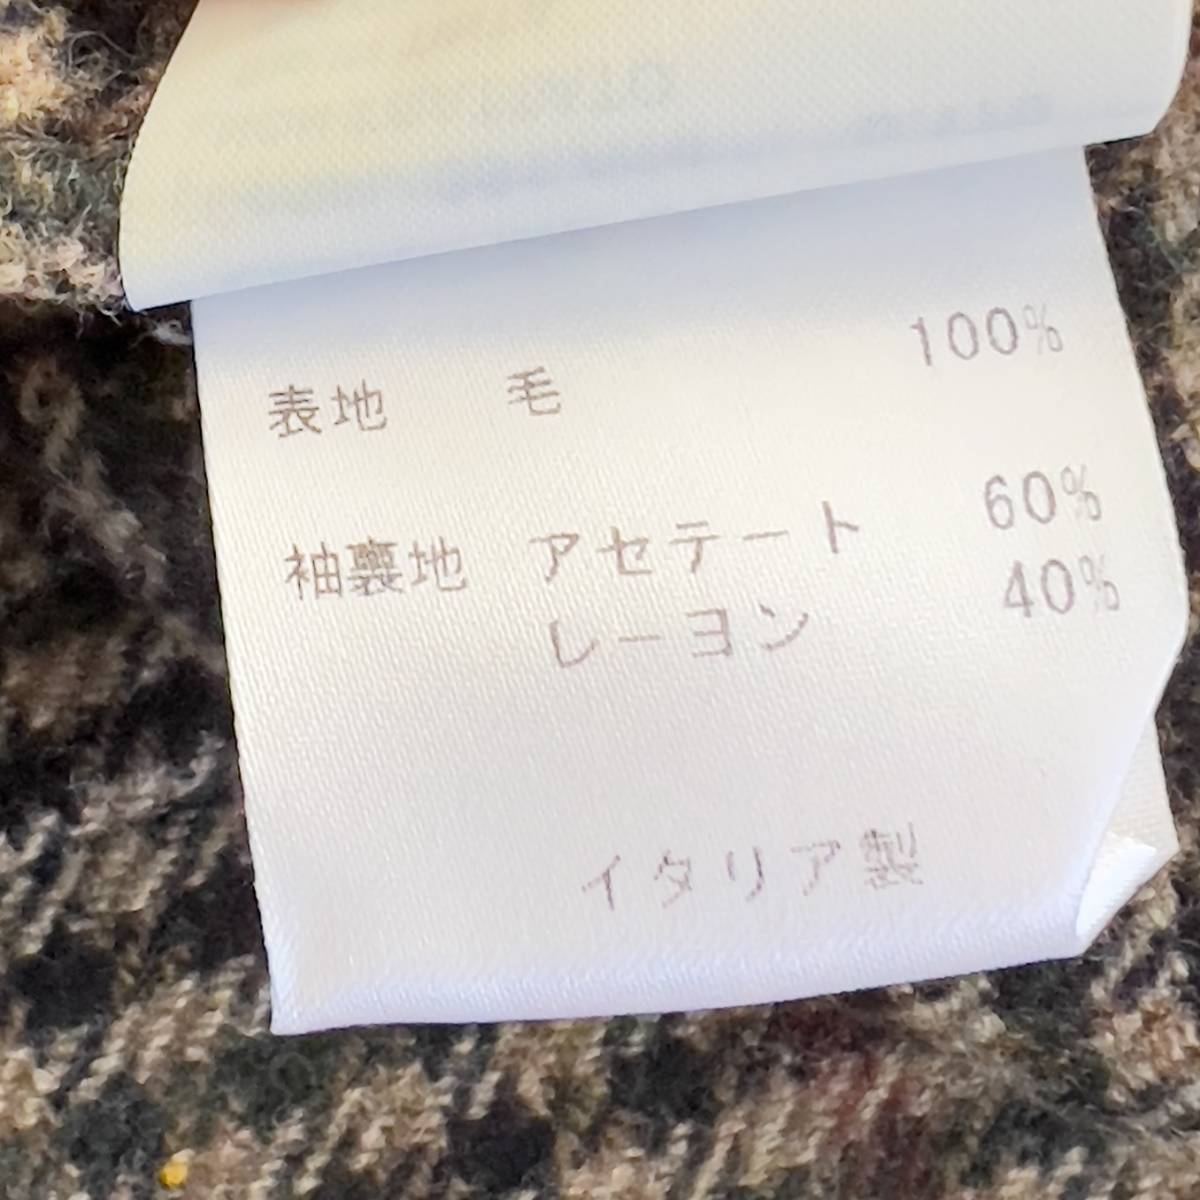 表地 毛 100%
袖裏地 アセテート 60%
レーヨン 40%
イタリア製